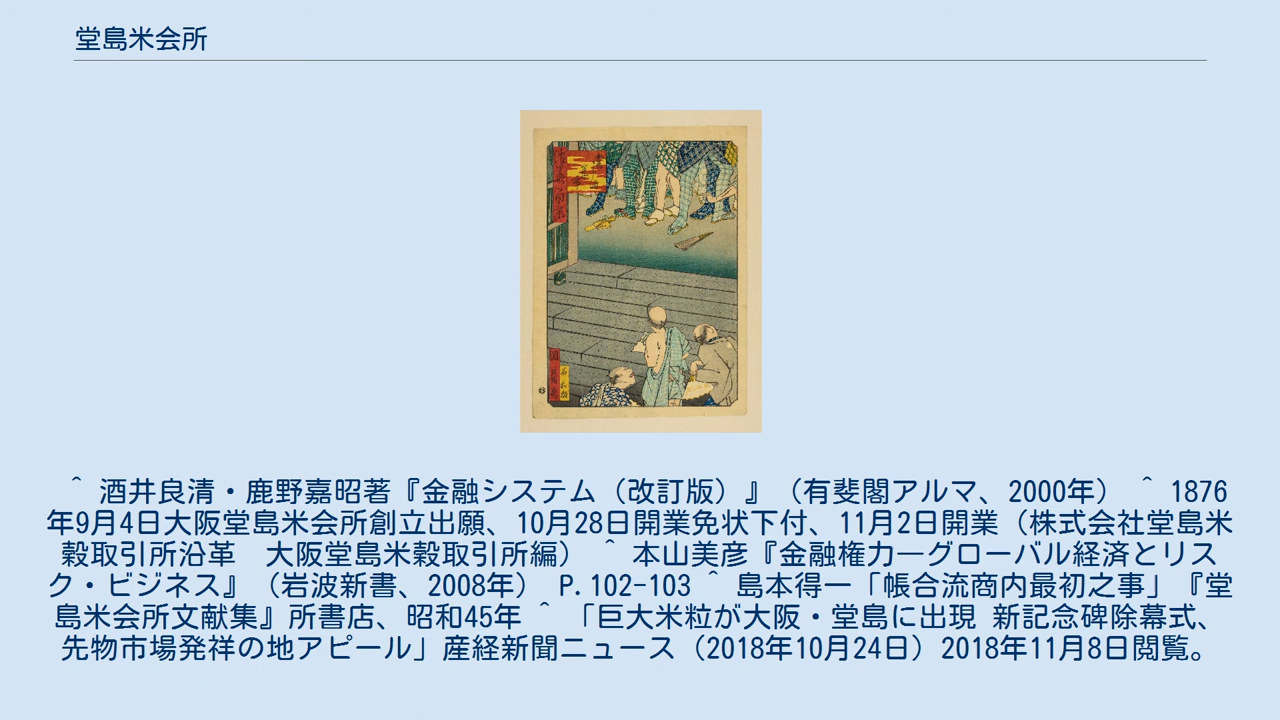 堂島米会所
^ 酒井良清・鹿野嘉昭著『金融システム（改訂版）』（有斐閣アルマ、2000年） ^ 1876
年9月4日大阪堂島米会所創立出願、10月28日開業免状下付、11月2日開業（株式会社堂島米
穀取引所沿革　大阪堂島米穀取引所編） ^ 本山美彦『金融権力―グローバル経済とリス
ク・ビジネス』（岩波新書、2008年） P.102-103 ^ 島本得一「帳合流商内最初之事」『堂
島米会所文献集』所書店、昭和45年 ^ 「巨大米粒が大阪・堂島に出現 新記念碑除幕式、
先物市場発祥の地アピール」産経新聞ニュース（2018年10月24日）2018年11月8日閲覧。